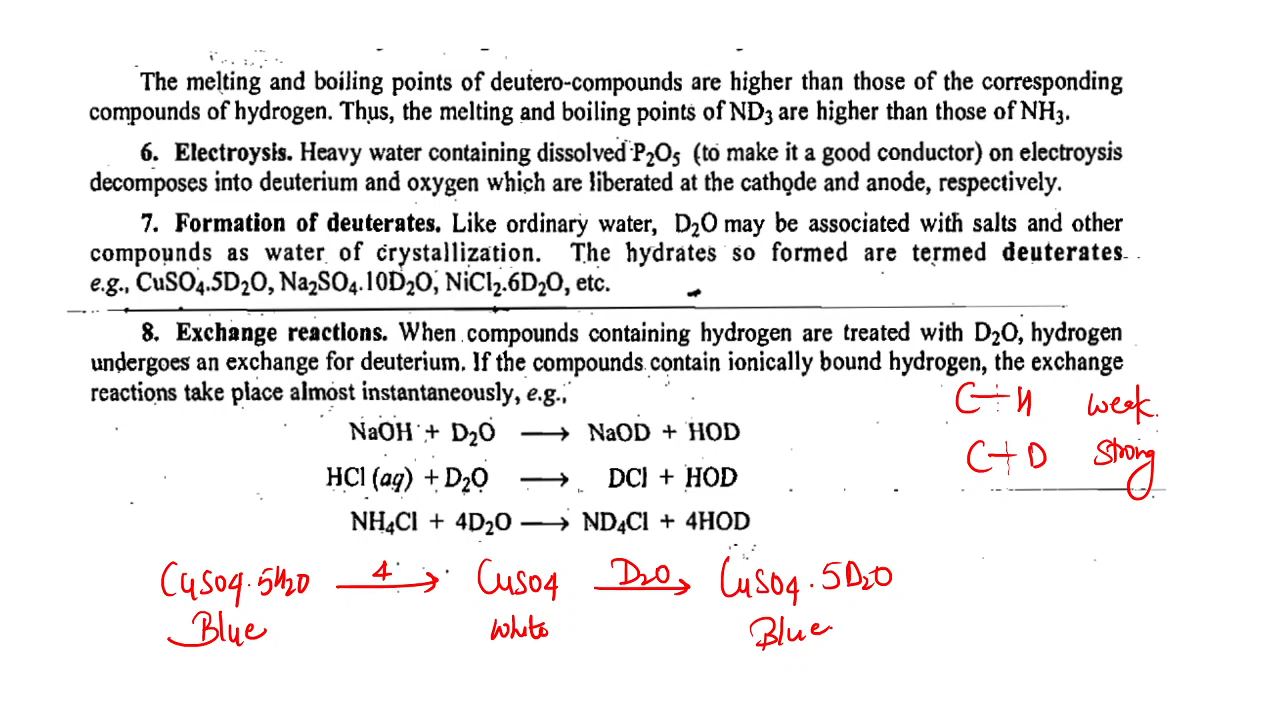 The melting and boiling points of deutero-compounds are higher than those of the corresponding
compounds of hydrogen. Thus, the melting and boiling points of ND₃ are higher than those of NH₃.
6. Electroysis. Heavy water containing dissolved P₂O₅ (to make it a good conductor) on electroysis
decomposes into deuterium and oxygen which are liberated at the cathode and anode, respectively.
7. Formation of deuterates. Like ordinary water, D₂O may be associated with salts and other
compounds as water of crystallization. The hydrates so formed are termed deuterates
e.g., CuSO₄.5D₂O, Na₂SO₄.10D₂O, NiCl₂.6D₂O, etc.
8. Exchange reactions. When compounds containing hydrogen are treated with D₂O, hydrogen
undergoes an exchange for deuterium. If the compounds contain ionically bound hydrogen, the exchange
reactions take place almost instantaneously, e.g.,
C—H weak.
NaOH + D₂O ⟶ NaOD + HOD
C—D strong
HCl (aq) + D₂O ⟶ DCl + HOD
NH₄Cl + 4D₂O ⟶ ND₄Cl + 4HOD
CuSO4.5H2O ⟶ CuSO4 D2O⟶ CuSO4.5D2O
Blue White Blue